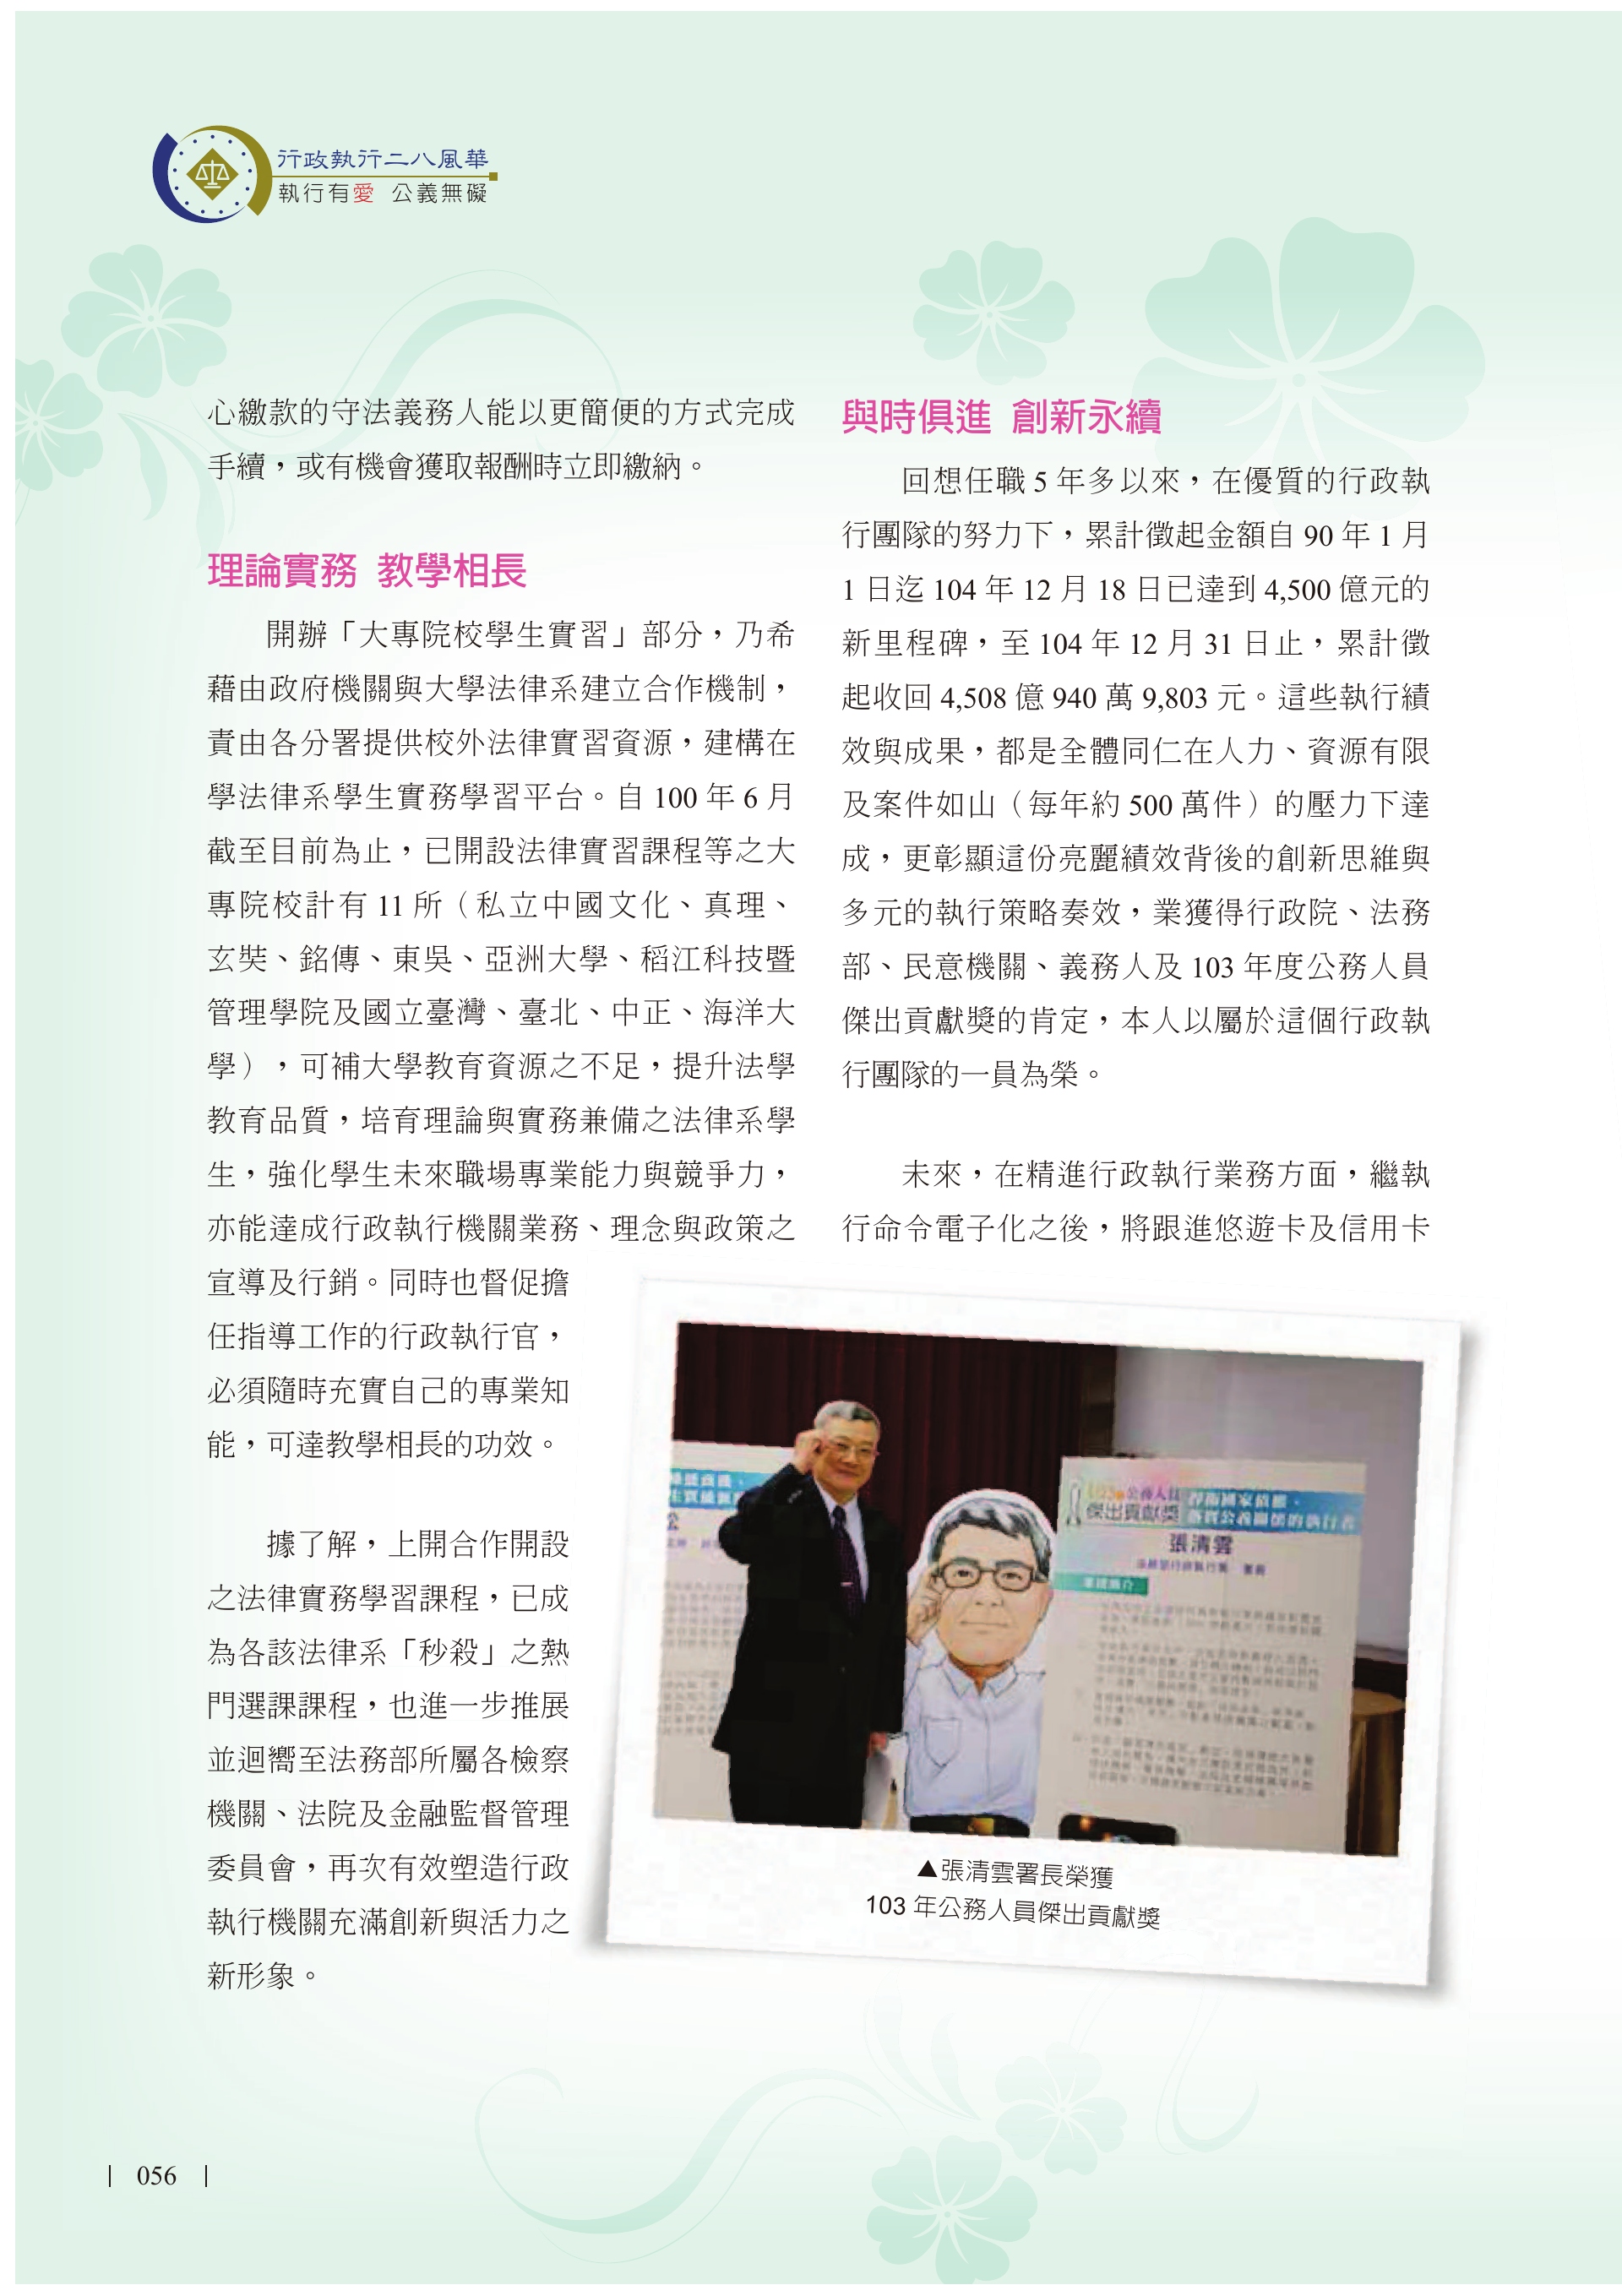 行政執行二八風華
執行有愛 公義無礙
心繳款的守法義務人能以更簡便的方式完成
手續，或有機會獲取報酬時立即繳納。
理論實務 教學相長
開辦「大專院校學生實習」部分，乃希
藉由政府機關與大學法律系建立合作機制，
責由各分署提供校外法律實習資源，建構在
學法律系學生實務學習平台。自 100 年 6 月
截至目前為止，已開設法律實習課程等之大
專院校計有 11 所（私立中國文化、真理、
玄奘、銘傳、東吳、亞洲大學、稻江科技暨
管理學院及國立臺灣、臺北、中正、海洋大
學），可補大學教育資源之不足，提升法學
教育品質，培育理論與實務兼備之法律系學
生，強化學生未來職場專業能力與競爭力，
亦能達成行政執行機關業務、理念與政策之
宣導及行銷。同時也督促擔
任指導工作的行政執行官，
必須隨時充實自己的專業知
能，可達教學相長的功效。
據了解，上開合作開設
之法律實務學習課程，已成
為各該法律系「秒殺」之熱
門選課課程，也進一步推展
並迴嚮至法務部所屬各檢察
機關、法院及金融監督管理
委員會，再次有效塑造行政
執行機關充滿創新與活力之
新形象。
與時俱進 創新永續
回想任職 5 年多以來，在優質的行政執
行團隊的努力下，累計徵起金額自 90 年 1 月
1 日迄 104 年 12 月 18 日已達到 4,500 億元的
新里程碑，至 104 年 12 月 31 日止，累計徵
起收回 4,508 億 940 萬 9,803 元。這些執行績
效與成果，都是全體同仁在人力、資源有限
及案件如山（每年約 500 萬件）的壓力下達
成，更彰顯這份亮麗績效背後的創新思維與
多元的執行策略奏效，業獲得行政院、法務
部、民意機關、義務人及 103 年度公務人員
傑出貢獻獎的肯定，本人以屬於這個行政執
行團隊的一員為榮。
未來，在精進行政執行業務方面，繼執
行命令電子化之後，將跟進悠遊卡及信用卡
公務人員
傑出貢獻獎
張清雲
▲張清雲署長榮獲
103 年公務人員傑出貢獻獎
056